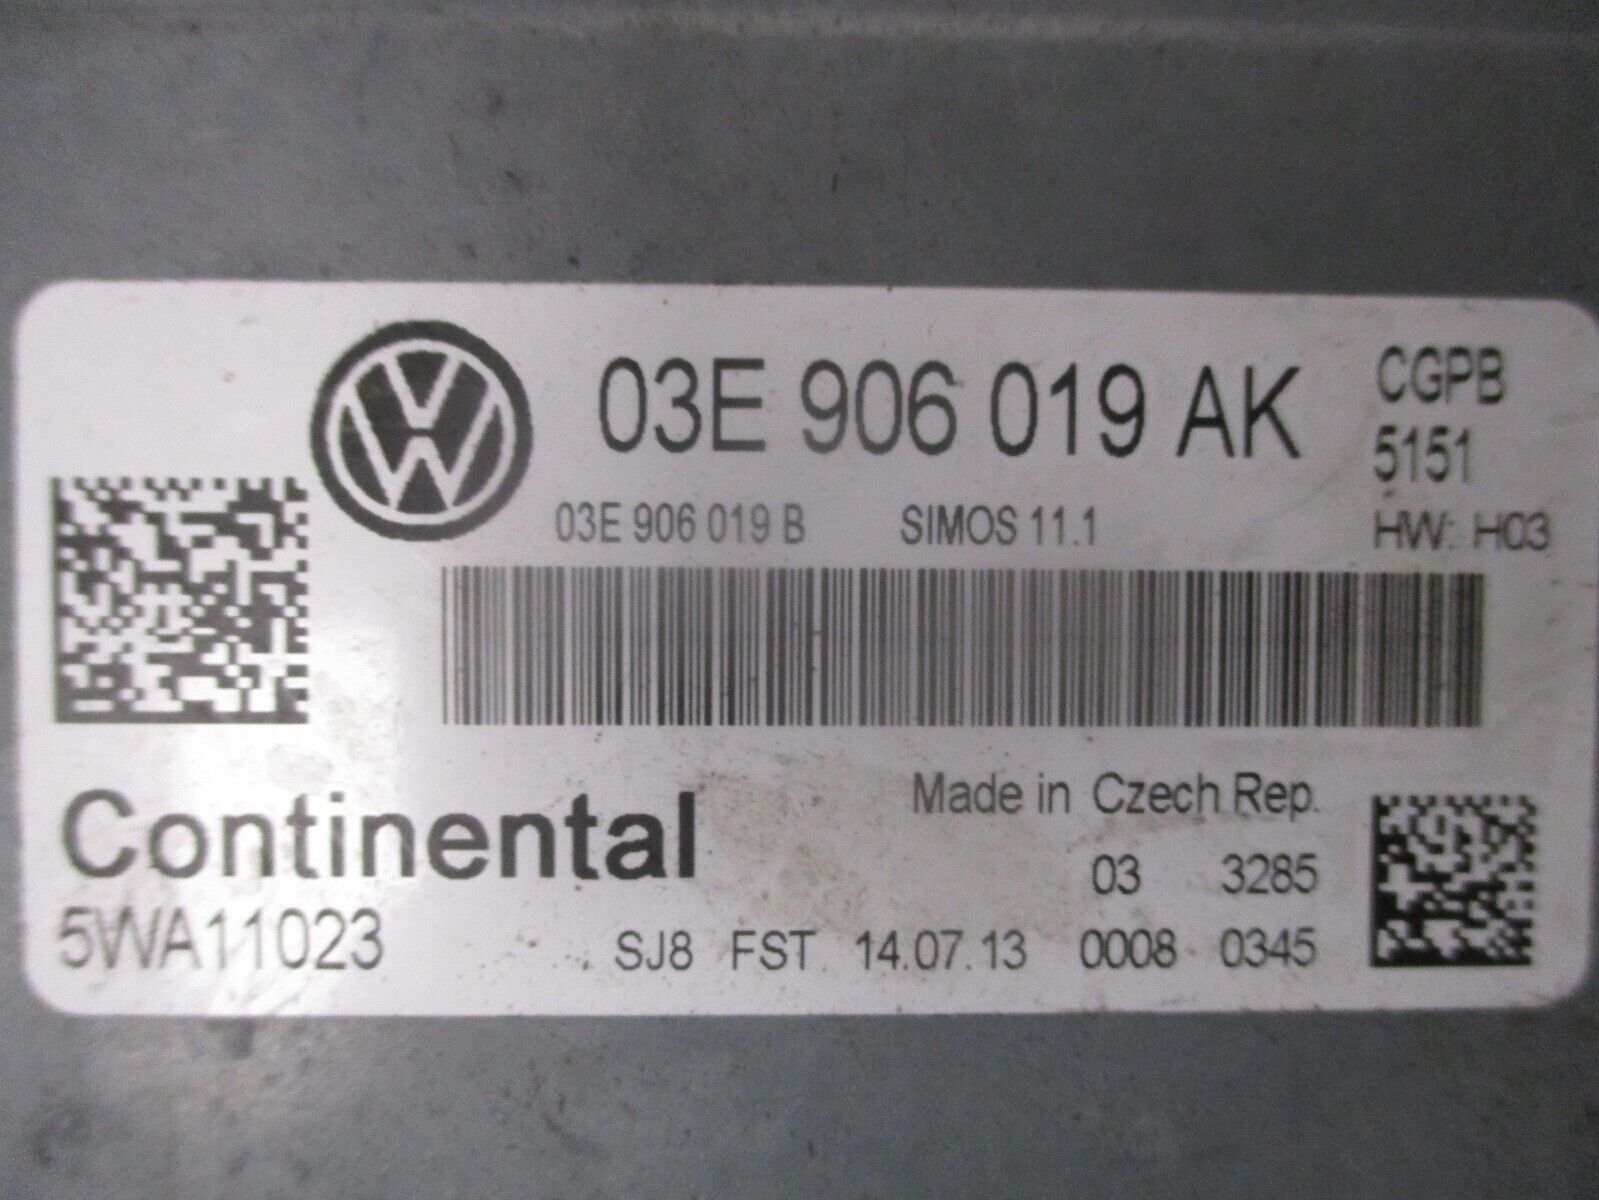 03E 906 019 AK CGPB
5151
03E 906 019 B SIMOS 11.1 HW: H03
Continental Made in Czech Rep.
03 3285
5WA11023 SJ8 FST 14.07.13 0008 0345